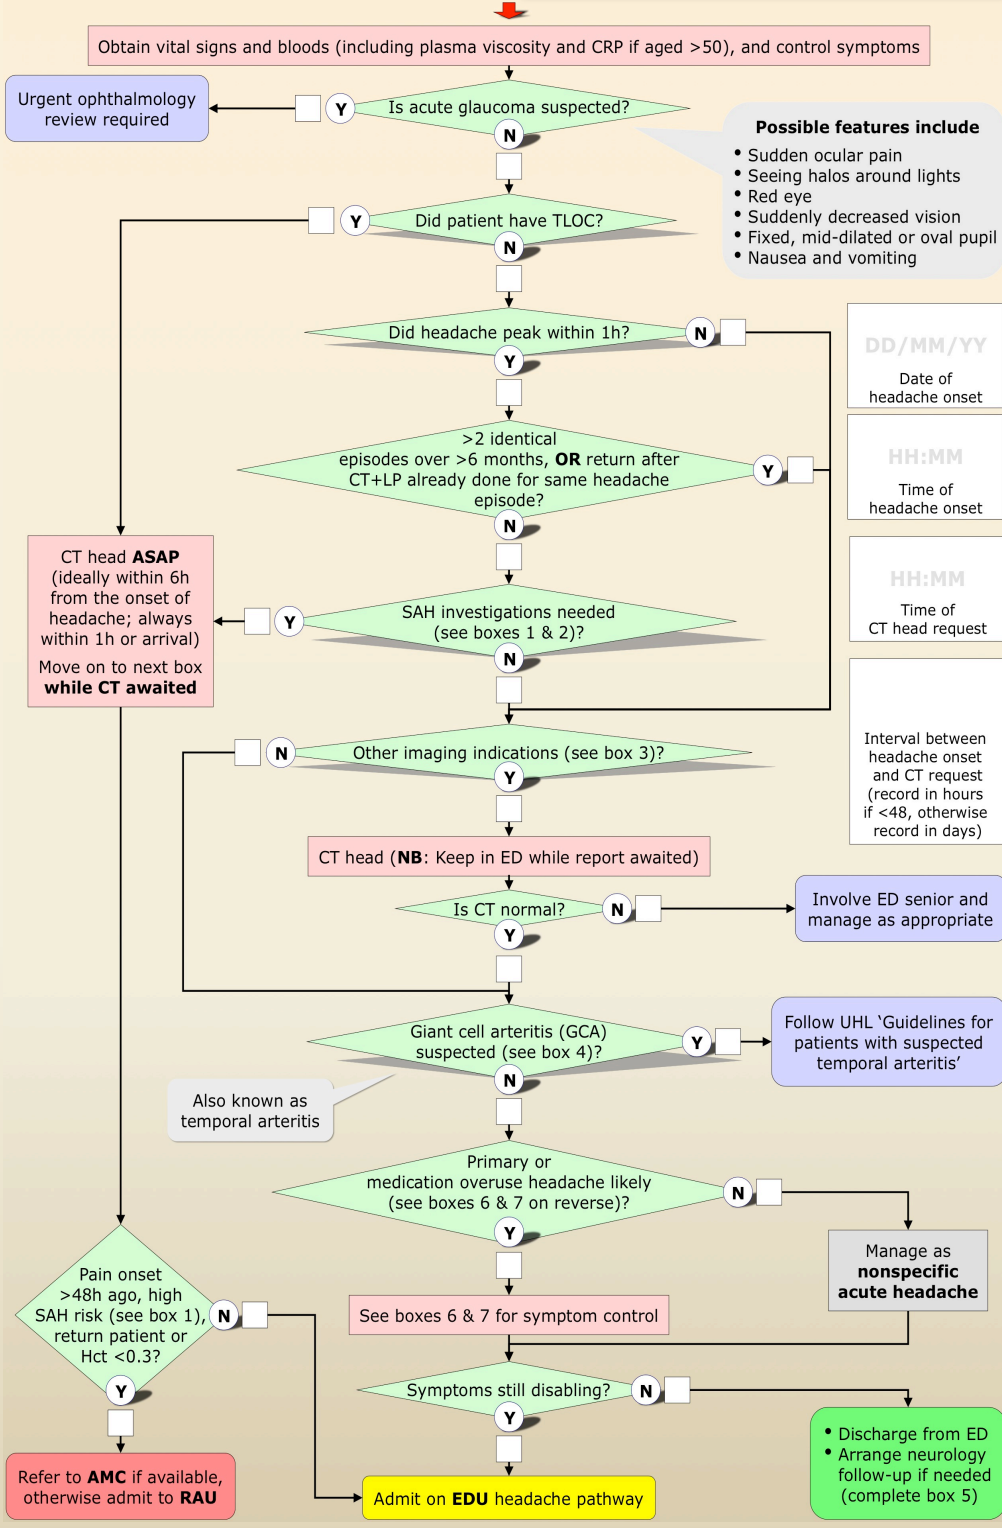 Obtain vital signs and bloods (including plasma viscosity and CRP if aged >50), and control symptoms
Urgent ophthalmology
review required
Y
Is acute glaucoma suspected?
N
Possible features include
• Sudden ocular pain
• Seeing halos around lights
• Red eye
• Suddenly decreased vision
• Fixed, mid-dilated or oval pupil
• Nausea and vomiting
Y
Did patient have TLOC?
N
Did headache peak within 1h?
N
Y
DD/MM/YY
Date of
headache onset
>2 identical
episodes over >6 months, OR return after
CT+LP already done for same headache
episode?
Y
N
HH:MM
Time of
headache onset
CT head ASAP
(ideally within 6h
from the onset of
headache; always
within 1h or arrival)
Move on to next box
while CT awaited
Y
SAH investigations needed
(see boxes 1 & 2)?
N
HH:MM
Time of
CT head request
N
Other imaging indications (see box 3)?
Y
Interval between
headache onset
and CT request
(record in hours
if <48, otherwise
record in days)
CT head (NB: Keep in ED while report awaited)
Is CT normal?
N
Y
Involve ED senior and
manage as appropriate
Giant cell arteritis (GCA)
suspected (see box 4)?
Y
N
Follow UHL ‘Guidelines for
patients with suspected
temporal arteritis’
Also known as
temporal arteritis
Primary or
medication overuse headache likely
(see boxes 6 & 7 on reverse)?
N
Y
Manage as
nonspecific
acute headache
Pain onset
>48h ago, high
SAH risk (see box 1),
return patient or
Hct <0.3?
N
Y
See boxes 6 & 7 for symptom control
Symptoms still disabling?
N
Y
• Discharge from ED
• Arrange neurology
follow-up if needed
(complete box 5)
Refer to AMC if available,
otherwise admit to RAU
Admit on EDU headache pathway